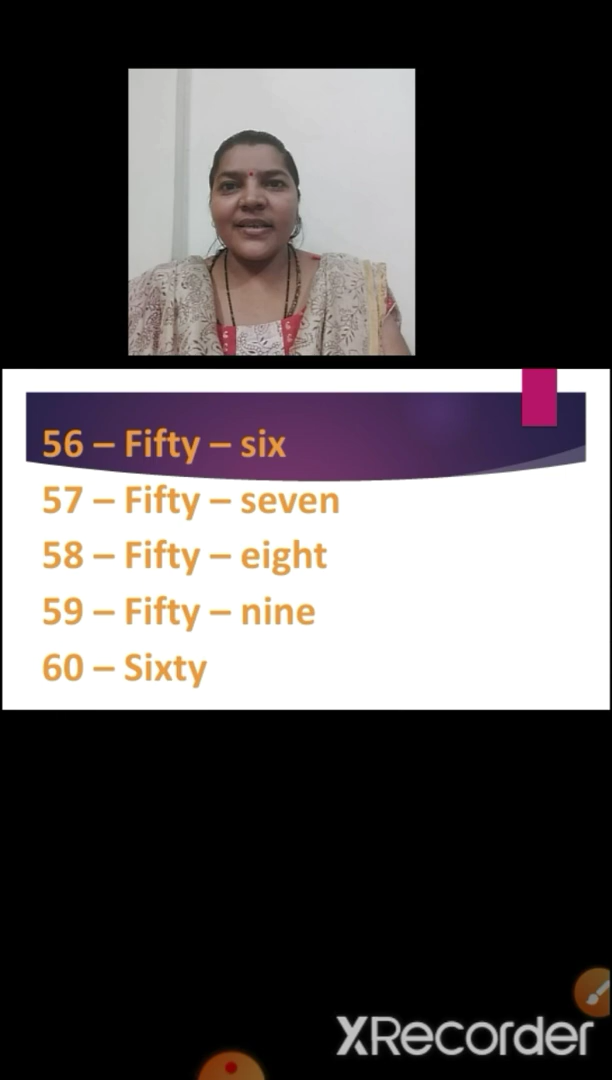 56 – Fifty – six
57 – Fifty – seven
58 – Fifty – eight
59 – Fifty – nine
60 – Sixty
XRecorder